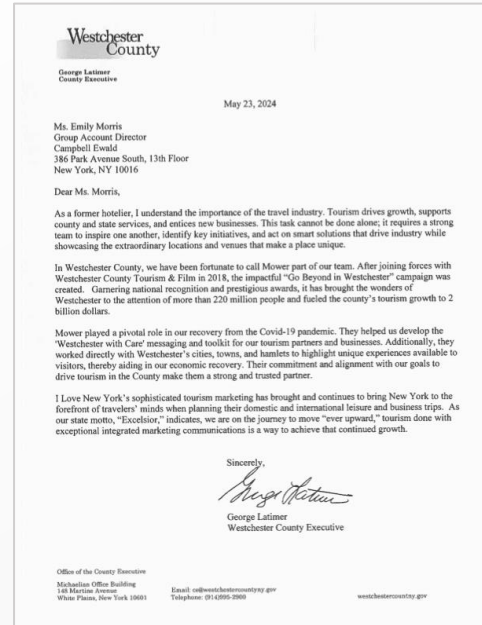 Westchester
County
George Latimer
County Executive
May 23, 2024
Ms. Emily Morris
Group Account Director
Campbell Ewald
386 Park Avenue South, 13th Floor
New York, NY 10016
Dear Ms. Morris,
As a former hotelier, I understand the importance of the travel industry. Tourism drives growth, supports
county and state services, and entices new businesses. This task cannot be done alone; it requires a strong
team to inspire one another, identify key initiatives, and act on smart solutions that drive industry while
showcasing the extraordinary locations and venues that make a place unique.
In Westchester County, we have been fortunate to call Mower part of our team. After joining forces with
Westchester County Tourism & Film in 2018, the impactful "Go Beyond in Westchester" campaign was
created. Garnering national recognition and prestigious awards, it has brought the wonders of
Westchester to the attention of more than 220 million people and fueled the county's tourism growth to 2
billion dollars.
Mower played a pivotal role in our recovery from the Covid-19 pandemic. They helped us develop the
'Westchester with Care' messaging and toolkit for our tourism partners and businesses. Additionally, they
worked directly with Westchester's cities, towns, and hamlets to highlight unique experiences available to
visitors, thereby aiding in our economic recovery. Their commitment and alignment with our goals to
drive tourism in the County make them a strong and trusted partner.
I Love New York's sophisticated tourism marketing has brought and continues to bring New York to the
forefront of travelers' minds when planning their domestic and international leisure and business trips. As
our state motto, "Excelsior," indicates, we are on the journey to move "ever upward," tourism done with
exceptional integrated marketing communications is a way to achieve that continued growth.
Sincerely,
George Latimer
George Latimer
Westchester County Executive
Office of the County Executive
Michaelian Office Building
148 Martine Avenue
White Plains, New York 10601
Email: ce@westchestercountyny.gov
Telephone: (914)995-2900
westchestercountny.gov